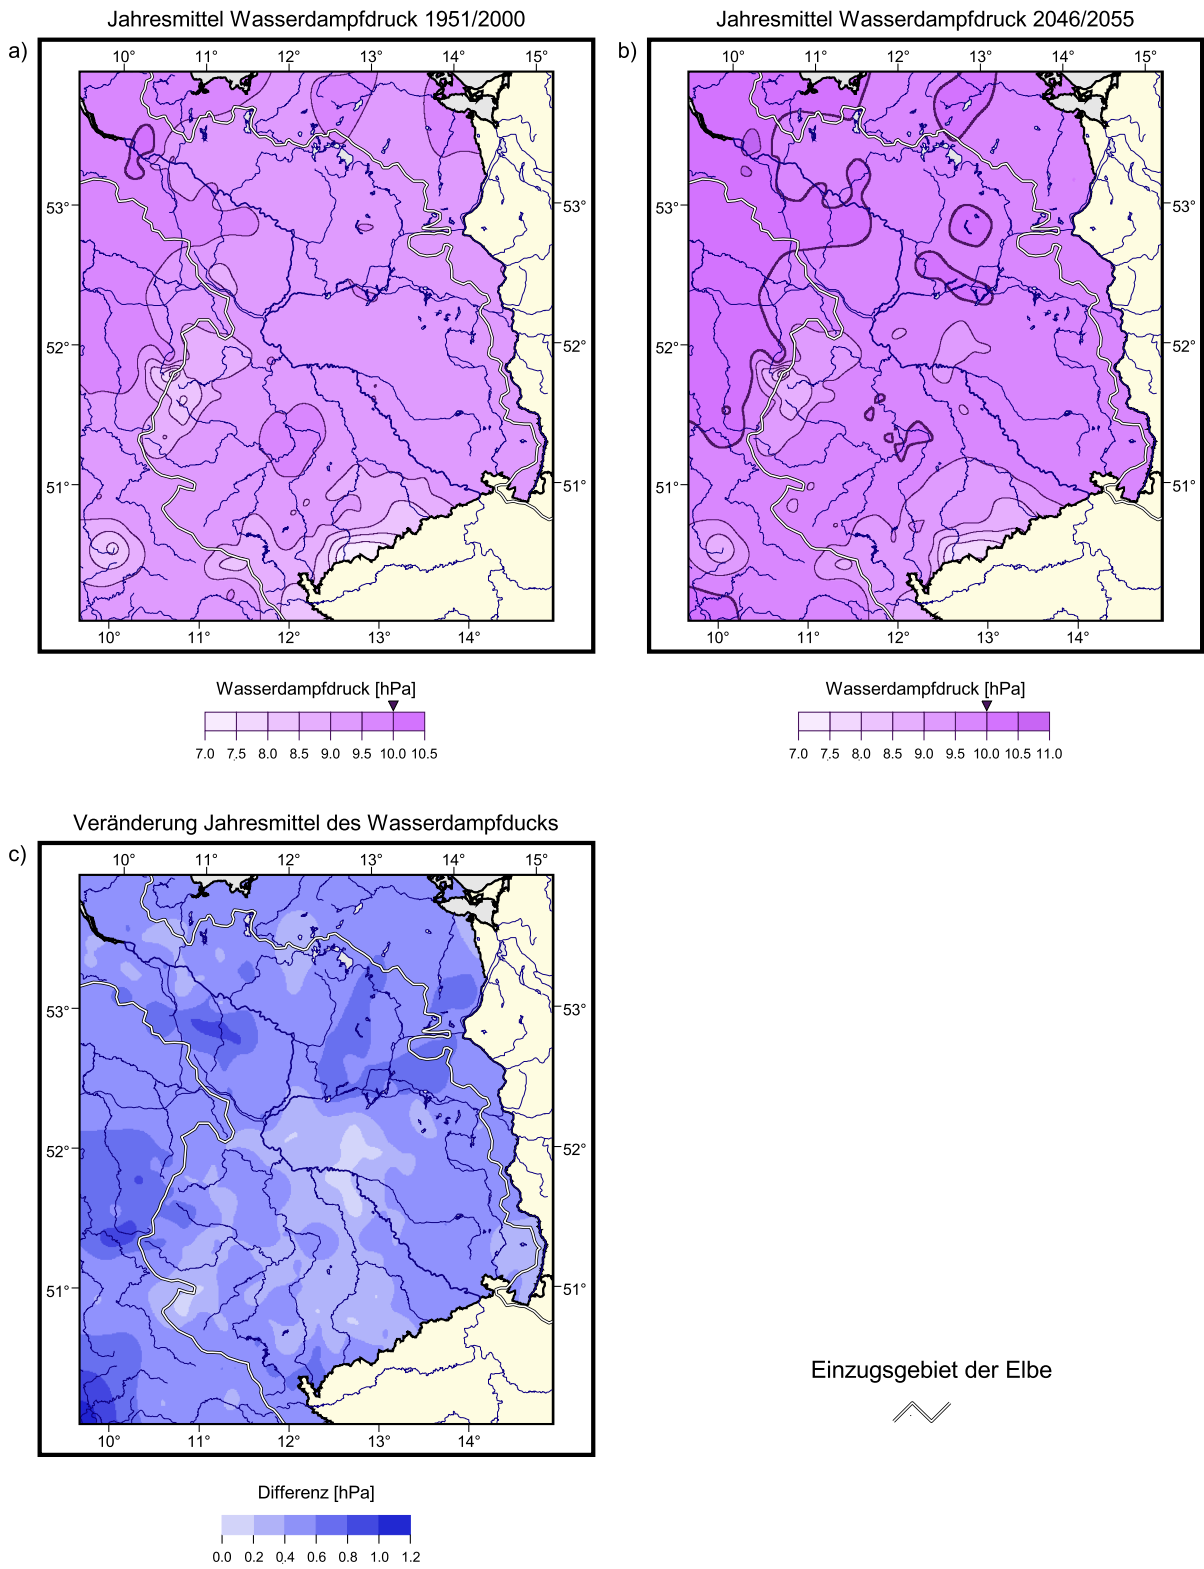 Jahresmittel Wasserdampfdruck 1951/2000
a)
10° 11° 12° 13° 14° 15°
53° 53°
52° 52°
51° 51°
10° 11° 12° 13° 14°
Wasserdampfdruck [hPa]
7.0 7.5 8.0 8.5 9.0 9.5 10.0 10.5
Jahresmittel Wasserdampfdruck 2046/2055
b)
10° 11° 12° 13° 14° 15°
53° 53°
52° 52°
51° 51°
10° 11° 12° 13° 14°
Wasserdampfdruck [hPa]
7.0 7.5 8.0 8.5 9.0 9.5 10.0 10.5 11.0
Veränderung Jahresmittel des Wasserdampfducks
c)
10° 11° 12° 13° 14° 15°
53° 53°
52° 52°
51° 51°
10° 11° 12° 13° 14°
Differenz [hPa]
0.0 0.2 0.4 0.6 0.8 1.0 1.2
Einzugsgebiet der Elbe